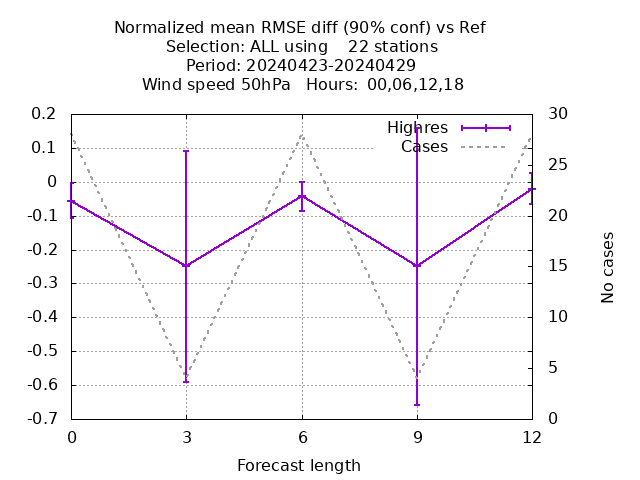 Normalized mean RMSE diff (90% conf) vs Ref
Selection: ALL using    22 stations
Period: 20240423-20240429
Wind speed 50hPa   Hours: 00,06,12,18
Highres
Cases
0.2
0.1
0
-0.1
-0.2
-0.3
-0.4
-0.5
-0.6
-0.7
30
25
20
15
10
5
0
No cases
0 3 6 9 12
Forecast length